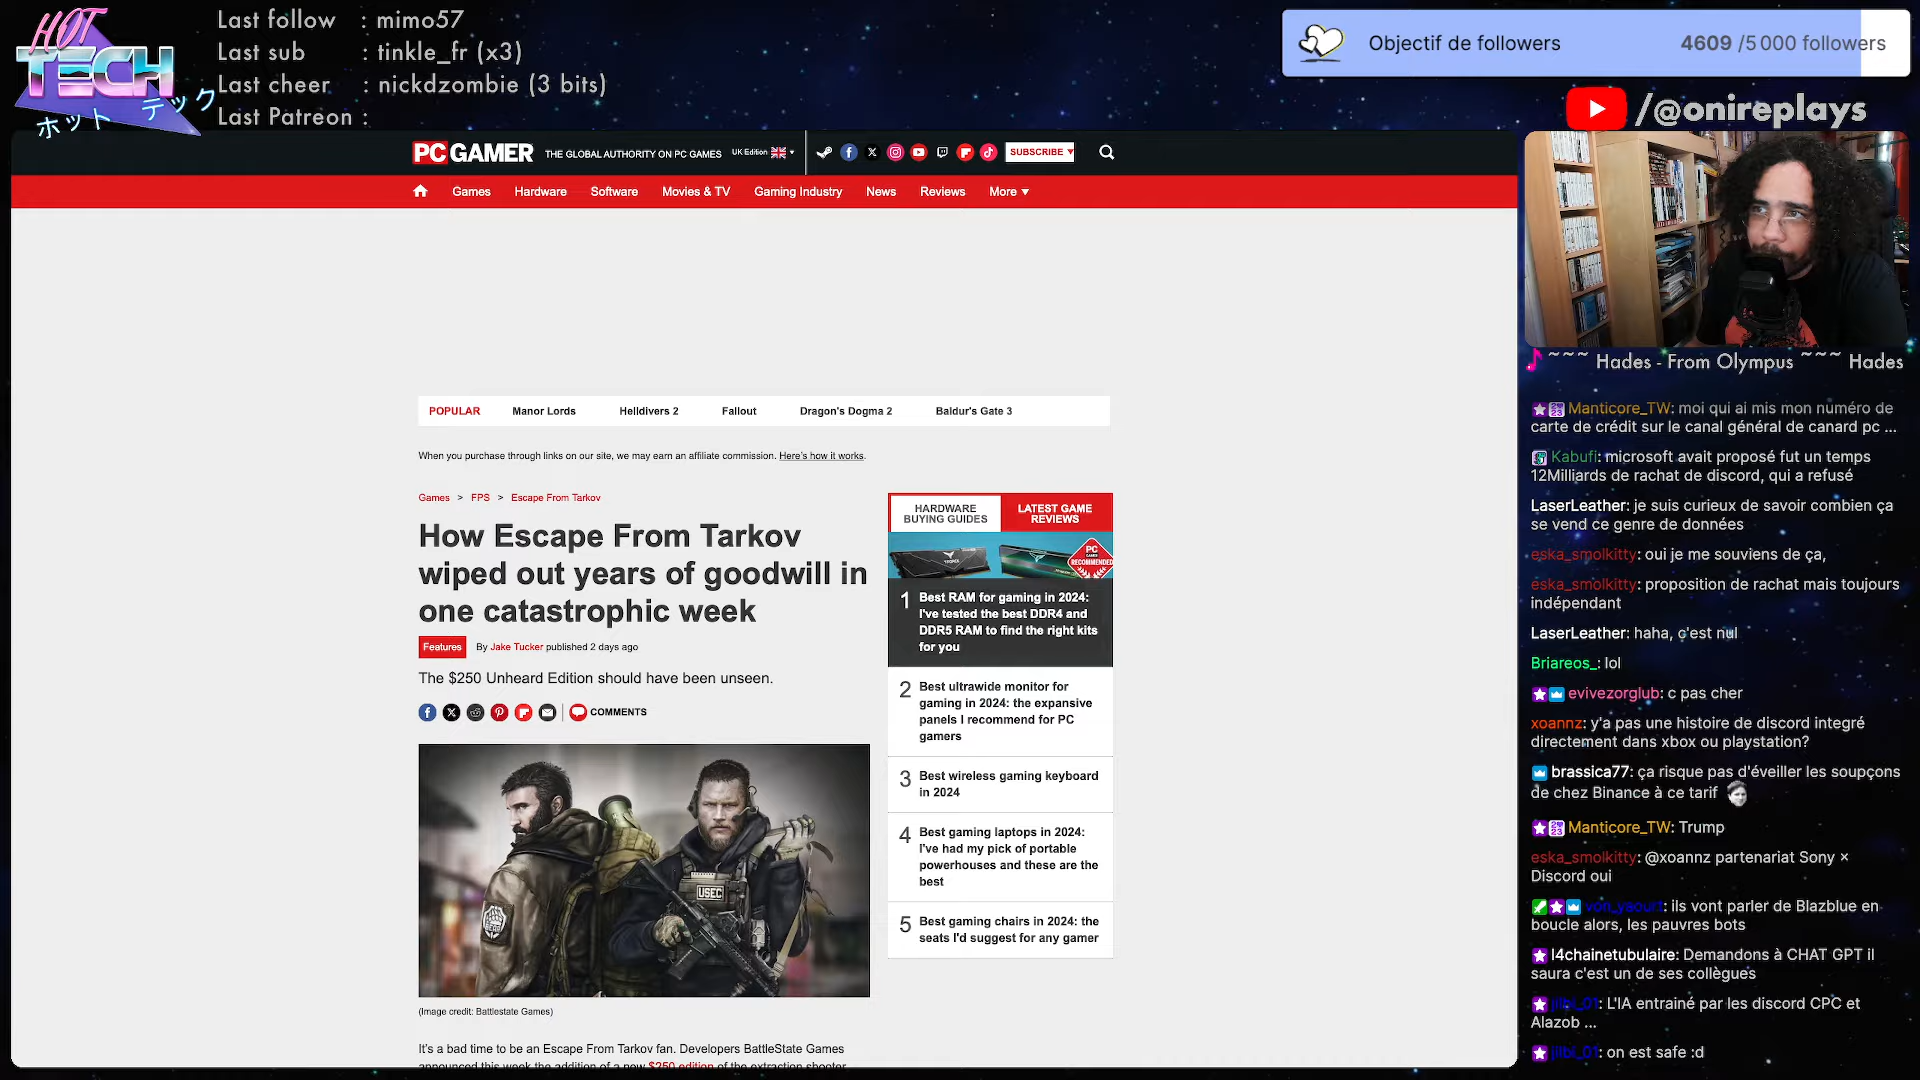 HOT
TECH
ホット テック
Last follow : mimo57
Last sub : tinkle_fr (x3)
Last cheer : nickdzombie (3 bits)
Last Patreon :
Objectif de followers
4609 /5 000 followers
/@onireplays
PC GAMER
THE GLOBAL AUTHORITY ON PC GAMES
UK Edition
SUBSCRIBE ▼
Games
Hardware
Software
Movies & TV
Gaming Industry
News
Reviews
More ▼
POPULAR
Manor Lords
Helldivers 2
Fallout
Dragon's Dogma 2
Baldur's Gate 3
When you purchase through links on our site, we may earn an affiliate commission. Here's how it works.
Games > FPS > Escape From Tarkov
How Escape From Tarkov
wiped out years of goodwill in
one catastrophic week
Features
By Jake Tucker published 2 days ago
The $250 Unheard Edition should have been unseen.
COMMENTS
USEC
BEAR
(Image credit: Battlestate Games)
It's a bad time to be an Escape From Tarkov fan. Developers BattleState Games
announced this week the addition of a new $250 edition of the extraction shooter
HARDWARE
BUYING GUIDES
LATEST GAME
REVIEWS
PC GAMER
RECOMMENDED
1 Best RAM for gaming in 2024:
I've tested the best DDR4 and
DDR5 RAM to find the right kits
for you
2 Best ultrawide monitor for
gaming in 2024: the expansive
panels I recommend for PC
gamers
3 Best wireless gaming keyboard
in 2024
4 Best gaming laptops in 2024:
I've had my pick of portable
powerhouses and these are the
best
5 Best gaming chairs in 2024: the
seats I'd suggest for any gamer
~~~ Hades - From Olympus ~~~ Hades
Manticore_TW: moi qui ai mis mon numéro de
carte de crédit sur le canal général de canard pc ...
Kabufi: microsoft avait proposé fut un temps
12Milliards de rachat de discord, qui a refusé
LaserLeather: je suis curieux de savoir combien ça
se vend ce genre de données
eska_smolkitty: oui je me souviens de ça,
eska_smolkitty: proposition de rachat mais toujours
indépendant
LaserLeather: haha, c'est nul
Briareos_: lol
evivezorglub: c pas cher
xoannz: y'a pas une histoire de discord integré
directement dans xbox ou playstation?
brassica77: ça risque pas d'éveiller les soupçons
de chez Binance à ce tarif
Manticore_TW: Trump
eska_smolkitty: @xoannz partenariat Sony ×
Discord oui
von_yaourt: ils vont parler de Blazblue en
boucle alors, les pauvres bots
l4chainetubulaire: Demandons à CHAT GPT il
saura c'est un de ses collègues
: L'IA entrainé par les discord CPC et
Alazob ...
: on est safe :d